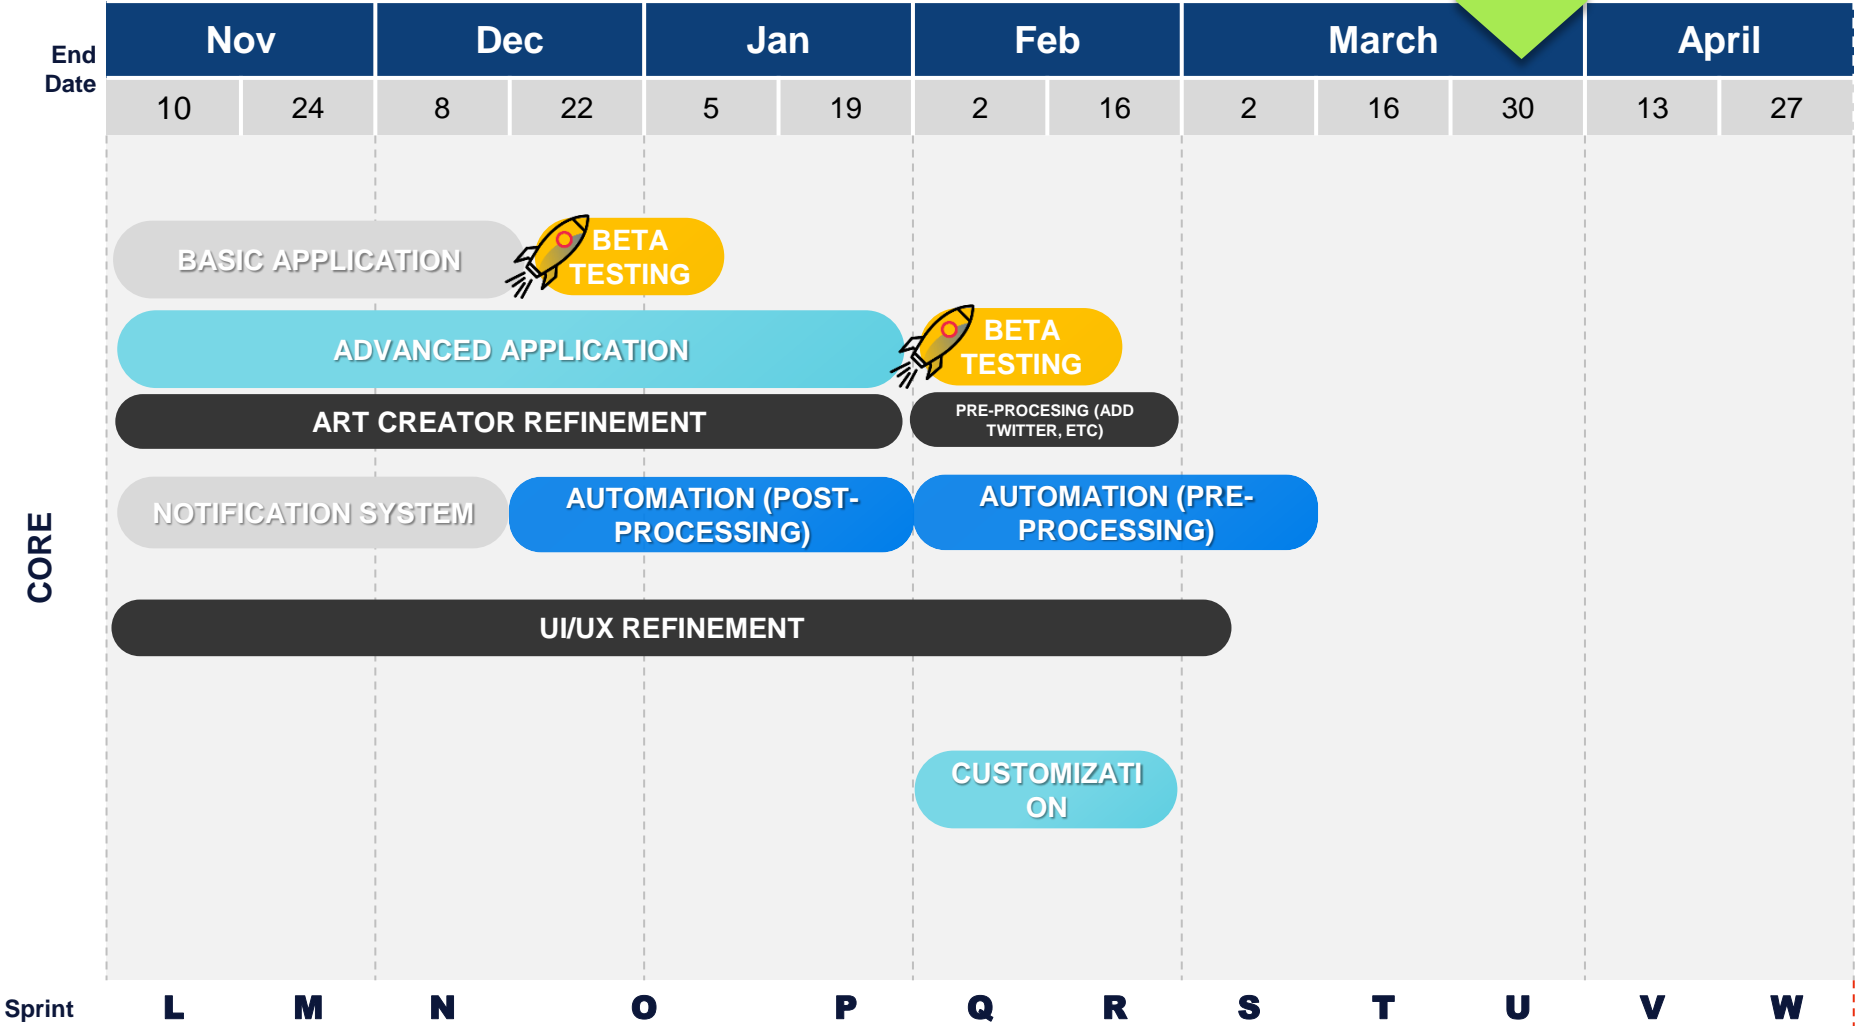 Nov Dec Jan Feb March April
End
Date
10 24 8 22 5 19 2 16 2 16 30 13 27
BASIC APPLICATION
BETA
TESTING
ADVANCED APPLICATION
BETA
TESTING
ART CREATOR REFINEMENT
PRE-PROCESING (ADD
TWITTER, ETC)
NOTIFICATION SYSTEM
AUTOMATION (POST-
PROCESSING)
AUTOMATION (PRE-
PROCESSING)
CORE
UI/UX REFINEMENT
CUSTOMIZATI
ON
Sprint L M N O P Q R S T U V W